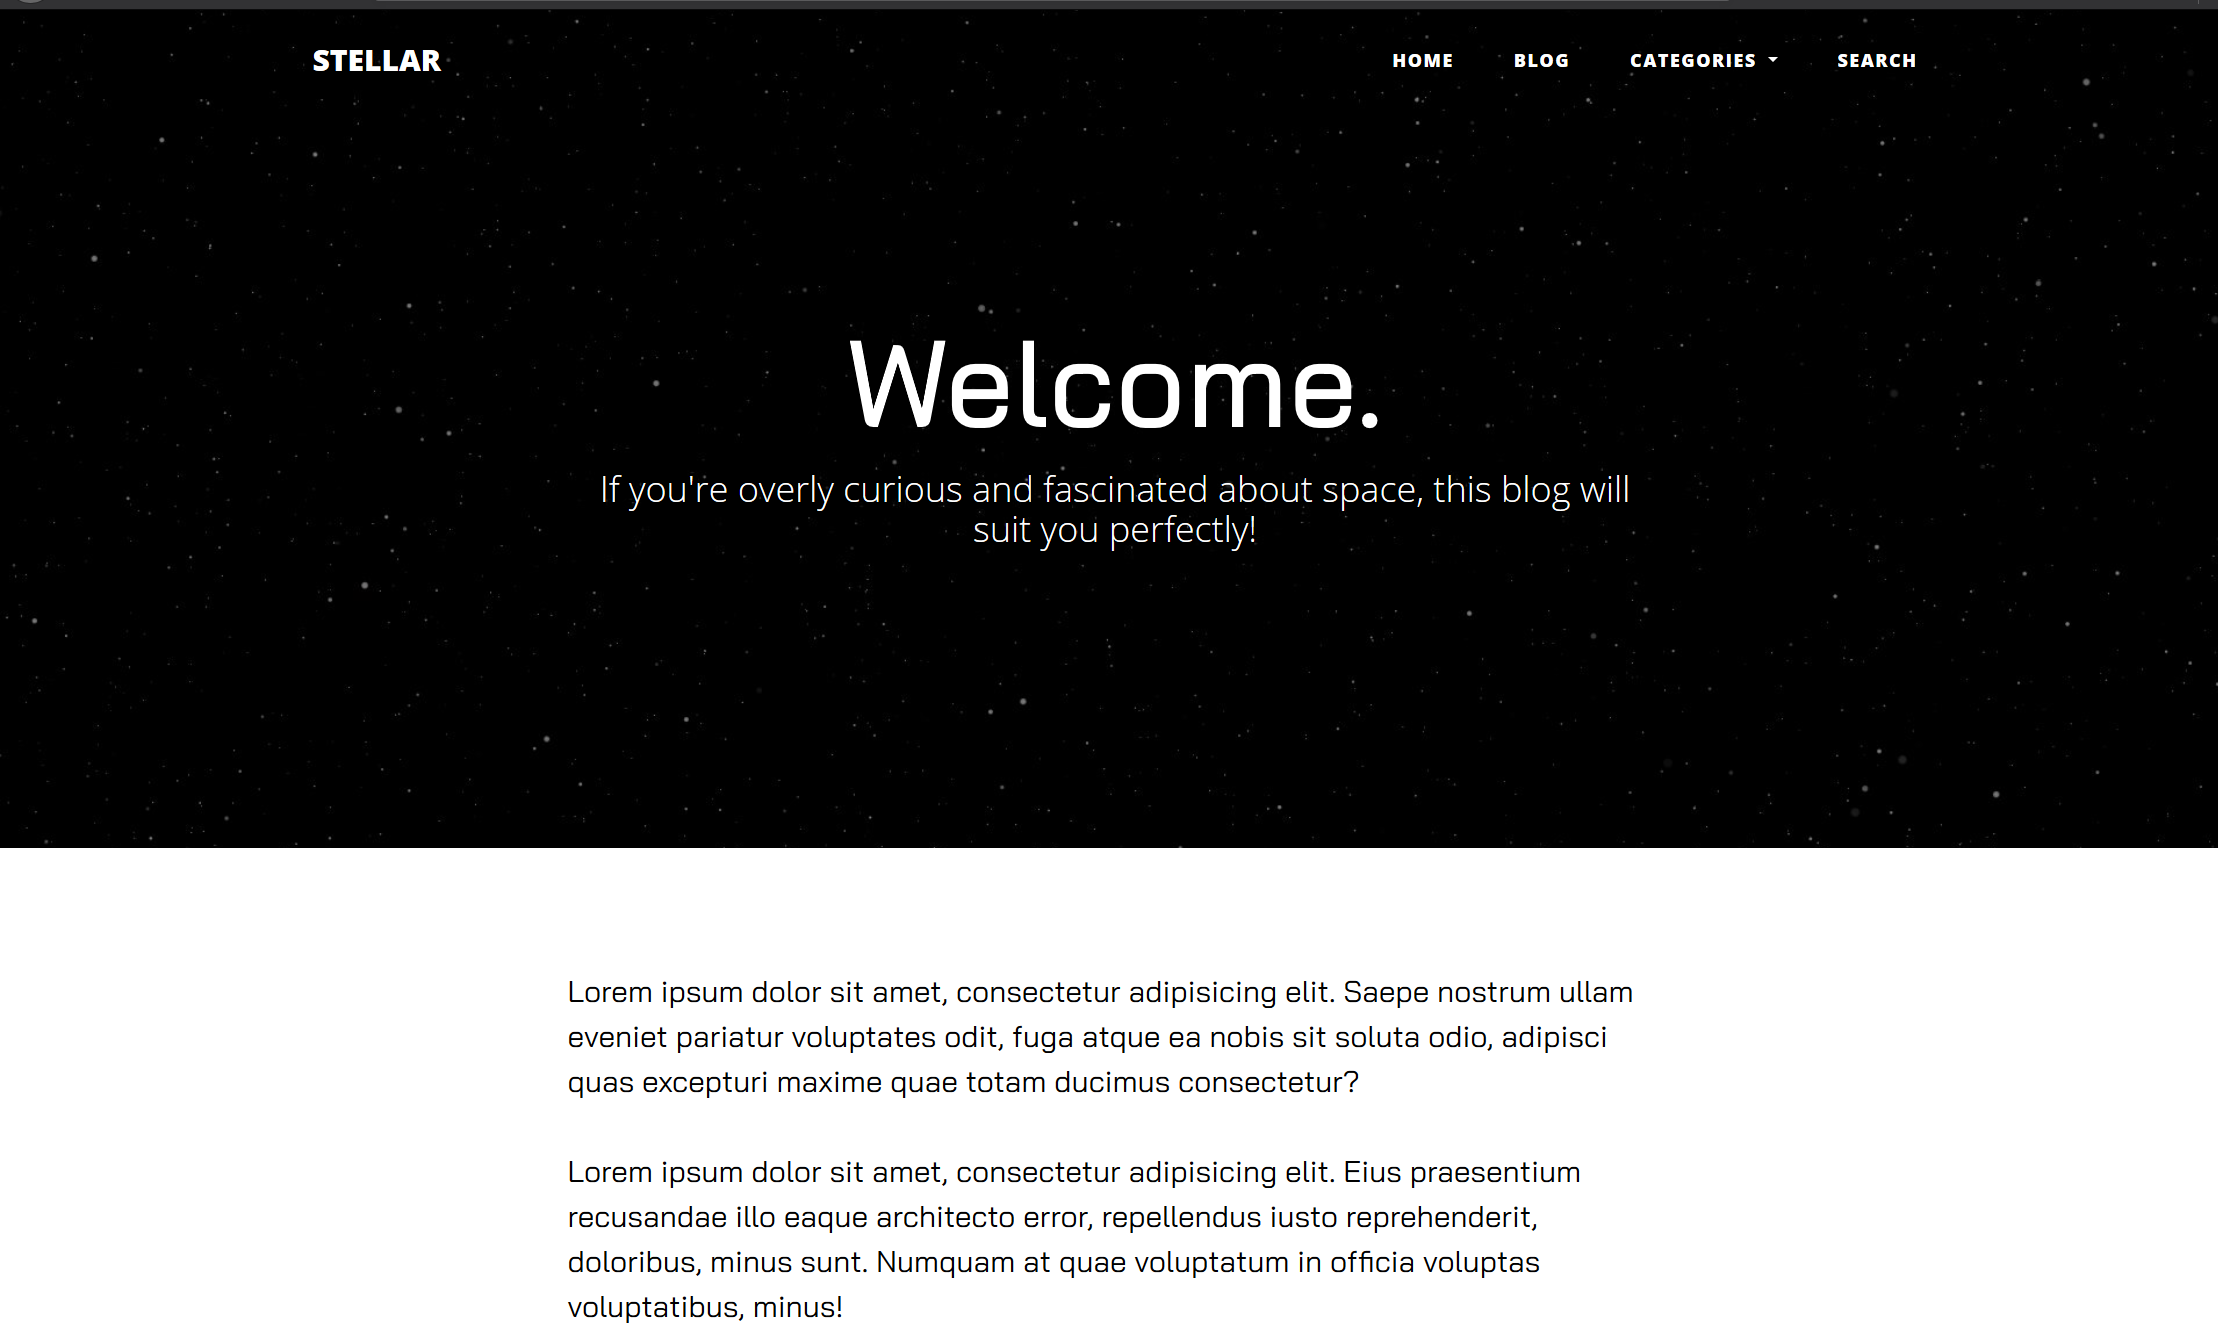 STELLAR
HOME BLOG CATEGORIES SEARCH
Welcome.
If you're overly curious and fascinated about space, this blog will
suit you perfectly!
Lorem ipsum dolor sit amet, consectetur adipisicing elit. Saepe nostrum ullam
eveniet pariatur voluptates odit, fuga atque ea nobis sit soluta odio, adipisci
quas excepturi maxime quae totam ducimus consectetur?
Lorem ipsum dolor sit amet, consectetur adipisicing elit. Eius praesentium
recusandae illo eaque architecto error, repellendus iusto reprehenderit,
doloribus, minus sunt. Numquam at quae voluptatum in officia voluptas
voluptatibus, minus!